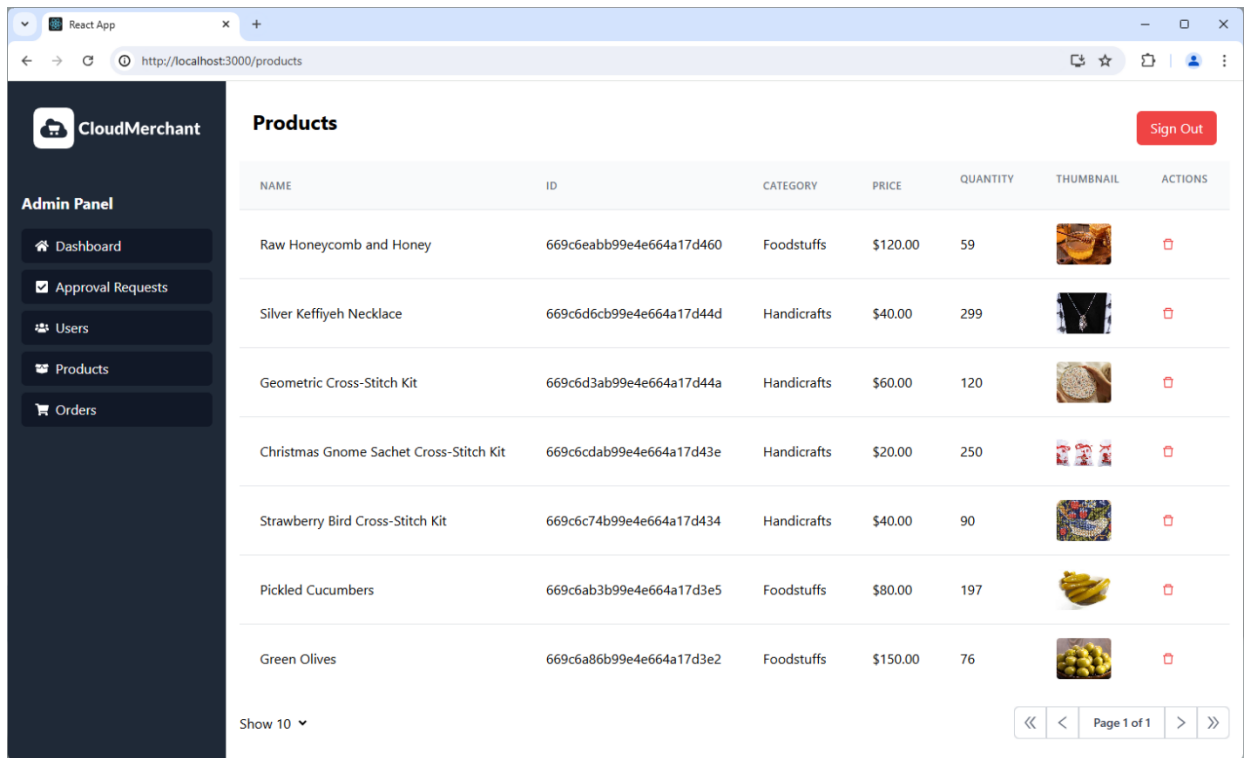 React App
http://localhost:3000/products
CloudMerchant
Products
Sign Out
Admin Panel
Dashboard
Approval Requests
Users
Products
Orders
NAME ID CATEGORY PRICE QUANTITY THUMBNAIL ACTIONS
Raw Honeycomb and Honey 669c6eabb99e4e664a17d460 Foodstuffs $120.00 59
Silver Keffiyeh Necklace 669c6d6cb99e4e664a17d44d Handicrafts $40.00 299
Geometric Cross-Stitch Kit 669c6d3ab99e4e664a17d44a Handicrafts $60.00 120
Christmas Gnome Sachet Cross-Stitch Kit 669c6cdab99e4e664a17d43e Handicrafts $20.00 250
Strawberry Bird Cross-Stitch Kit 669c6c74b99e4e664a17d434 Handicrafts $40.00 90
Pickled Cucumbers 669c6ab3b99e4e664a17d3e5 Foodstuffs $80.00 197
Green Olives 669c6a86b99e4e664a17d3e2 Foodstuffs $150.00 76
Show 10
Page 1 of 1